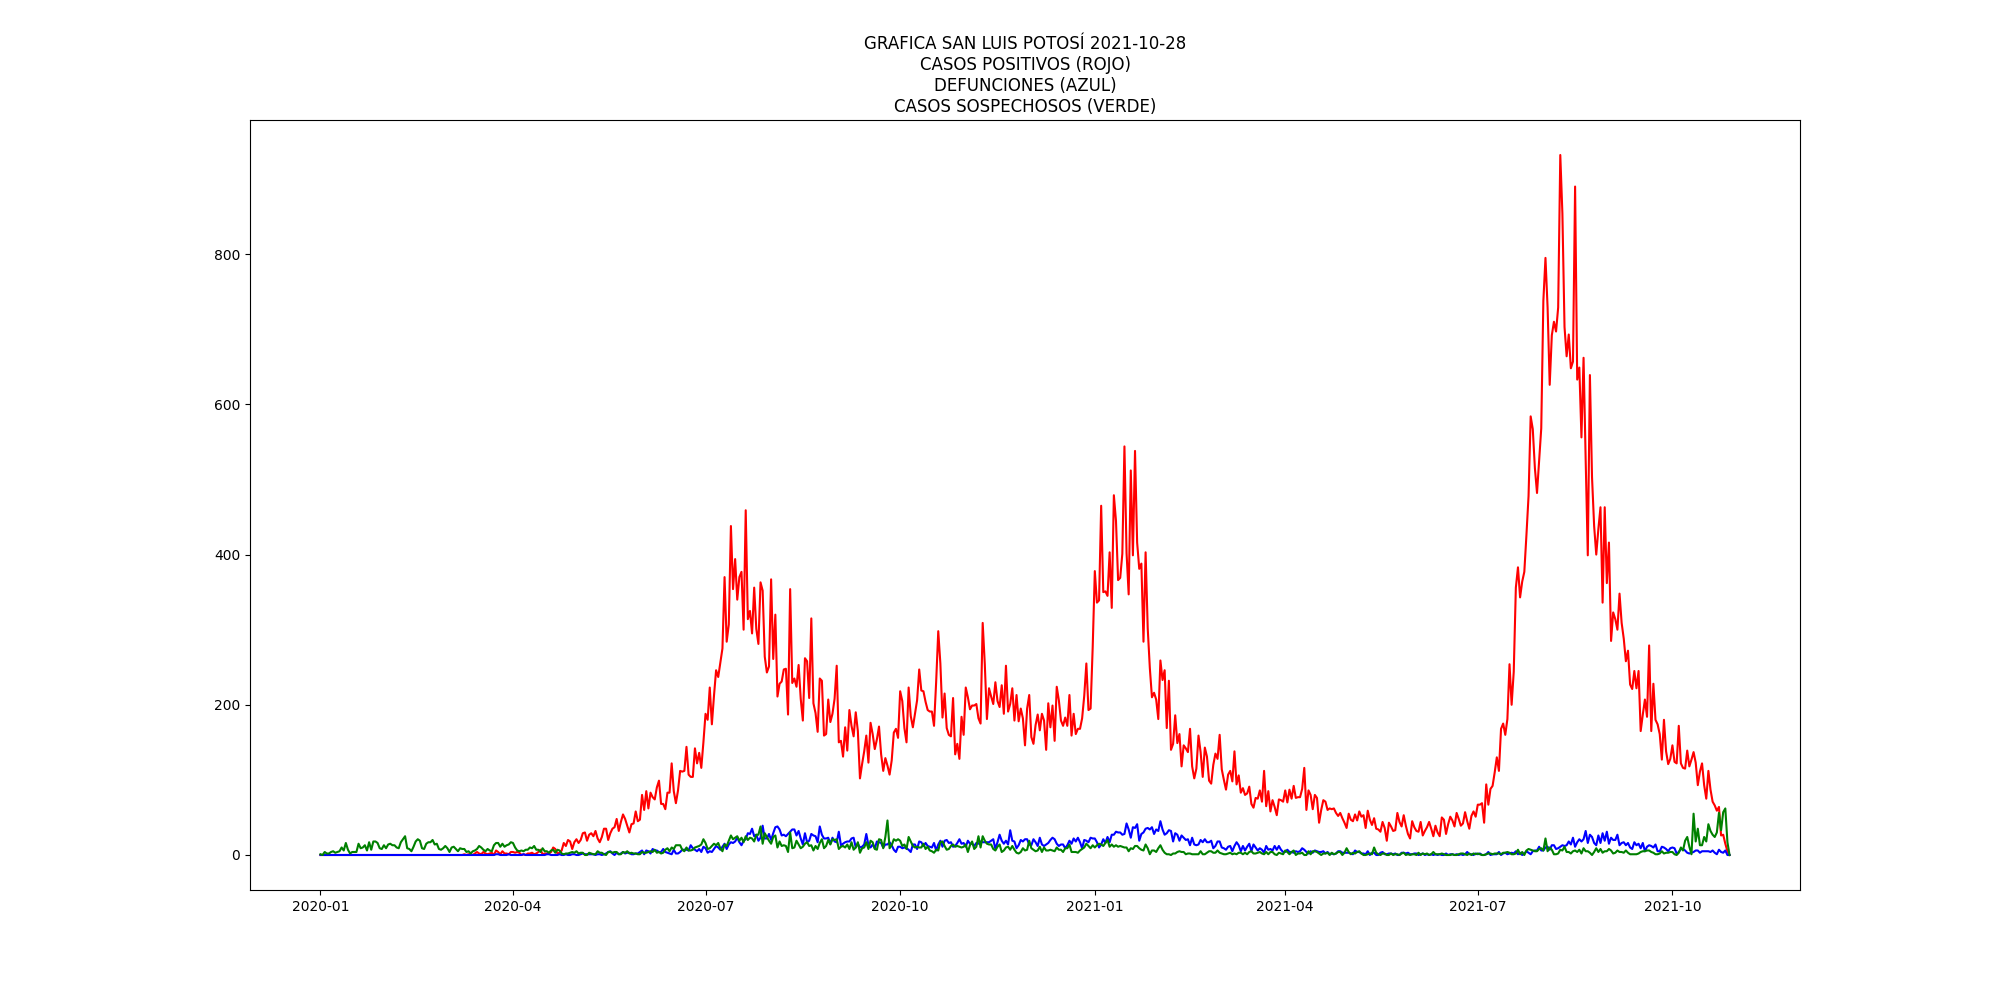 GRAFICA SAN LUIS POTOSÍ 2021-10-28
CASOS POSITIVOS (ROJO)
DEFUNCIONES (AZUL)
CASOS SOSPECHOSOS (VERDE)
800
600
400
200
0
2020-01 2020-04 2020-07 2020-10 2021-01 2021-04 2021-07 2021-10